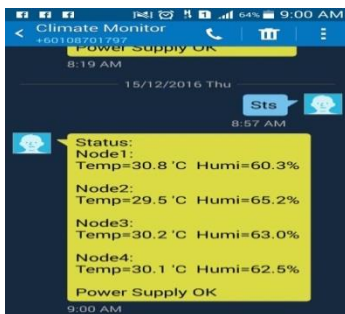 64% 9:00 AM
Climate Monitor
+60108701797
Power Supply OK
8:19 AM
15/12/2016 Thu
Sts
8:57 AM
Status:
Node1:
Temp=30.8 'C Humi=60.3%
Node2:
Temp=29.5 'C Humi=65.2%
Node3:
Temp=30.2 'C Humi=63.0%
Node4:
Temp=30.1 'C Humi=62.5%
Power Supply OK
9:00 AM